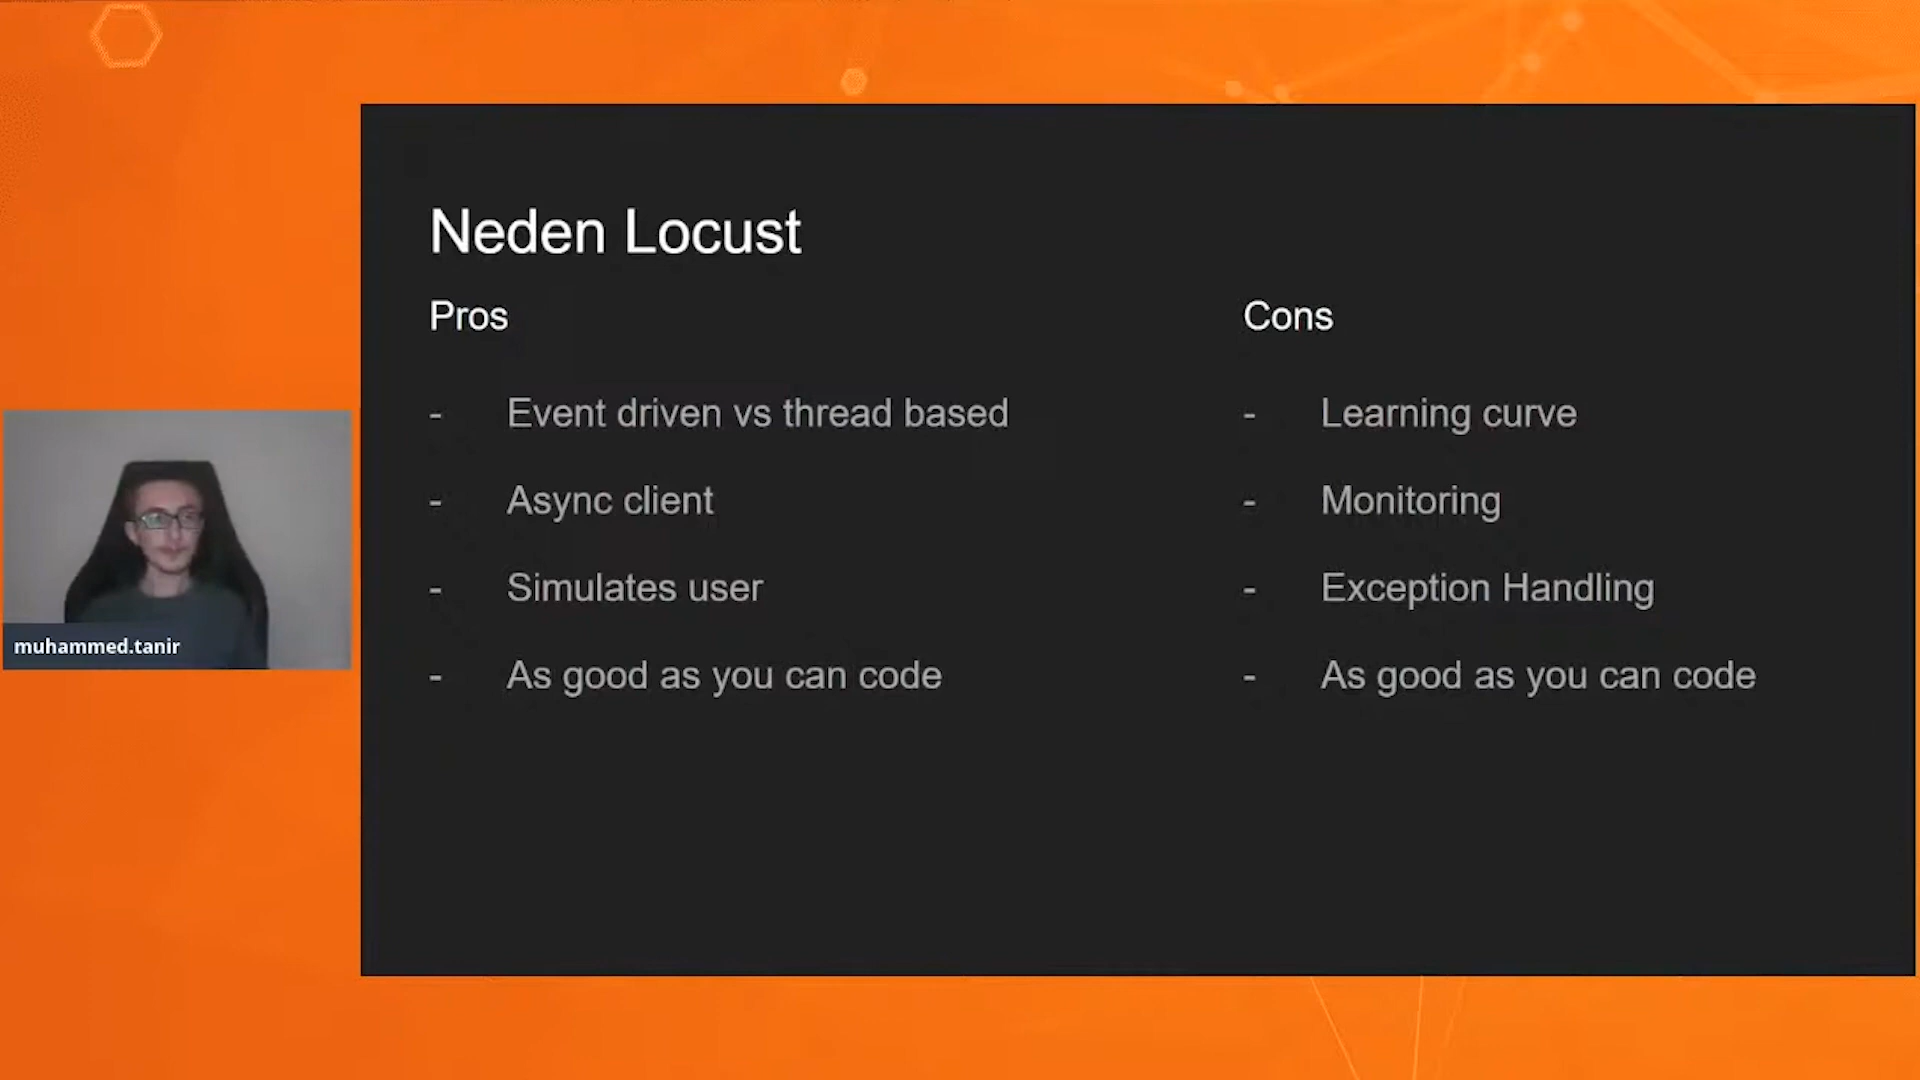 Neden Locust
Pros
- Event driven vs thread based
- Async client
- Simulates user
- As good as you can code
Cons
- Learning curve
- Monitoring
- Exception Handling
- As good as you can code
muhammed.tanir